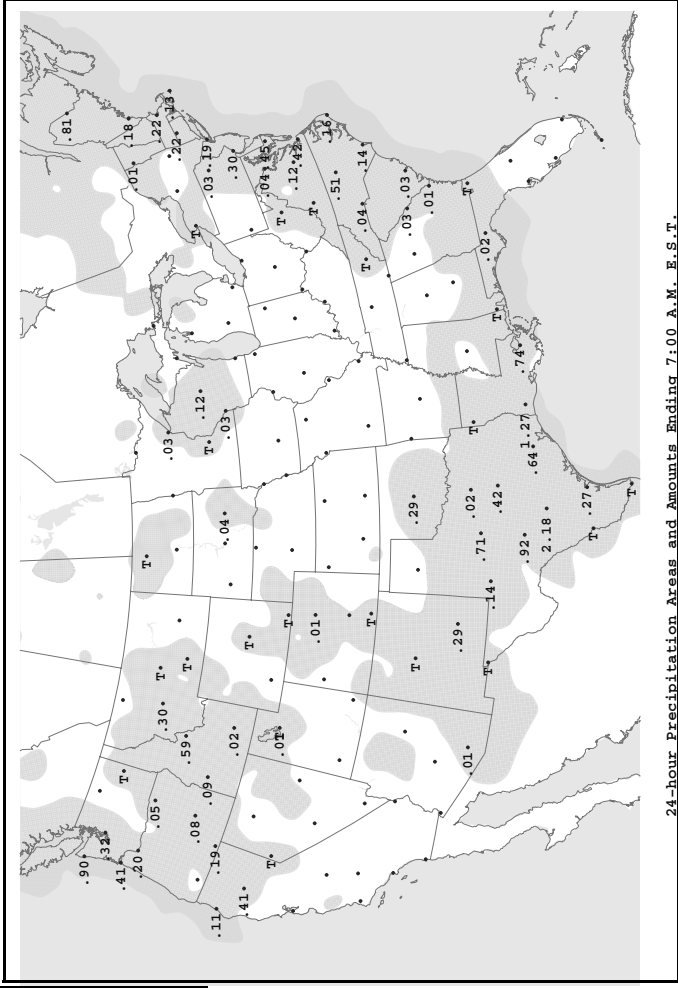 .81
.90
.32
.41
T
.18
.01
.20
T
.05
.22
T
.30
.03
.13
.22
.59
T
.08
T
.12
.19
.09
T
.03
.11
.19
.04
.03
.02
.30
.41
T
.04
.45
T
T
T
.12
.42
T
.01
.16
.51
.04
.14
T
T
.03
.03
.29
T
.01
.29
.01
T
.02
T
.71
.02
T
.14
.42
T
.74
.92
1.27
.64
2.18
.27
T
T
24-hour Precipitation Areas and Amounts Ending 7:00 A.M. E.S.T.